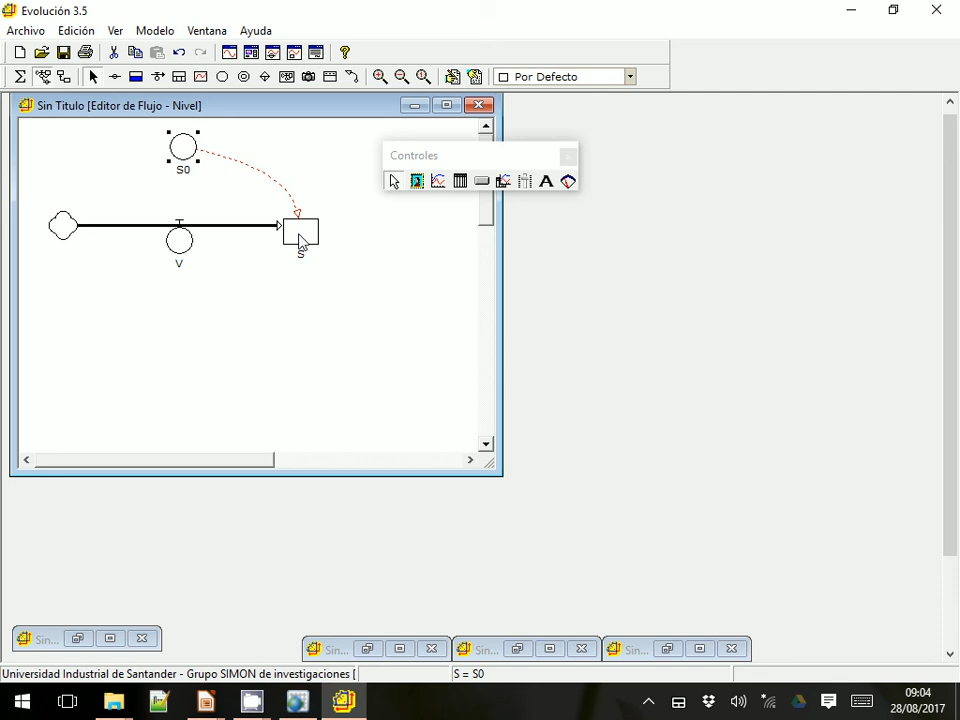 Evolución 3.5
Archivo Edición Ver Modelo Ventana Ayuda
Por Defecto
Sin Titulo [Editor de Flujo - Nivel]
Controles
S0
V
S
Sin...
Sin... Sin... Sin...
Universidad Industrial de Santander - Grupo SIMON de investigaciones [
S = S0
09:04
28/08/2017